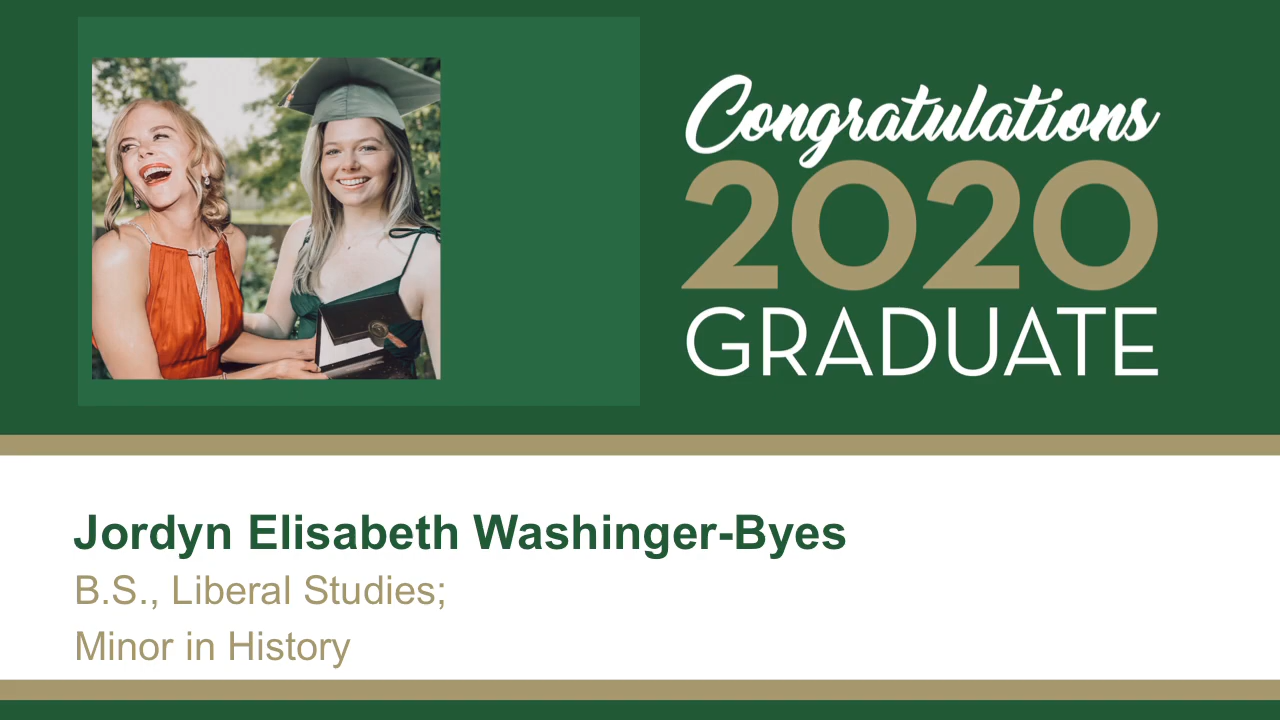 Congratulations
2020
GRADUATE
Jordyn Elisabeth Washinger-Byes
B.S., Liberal Studies;
Minor in History